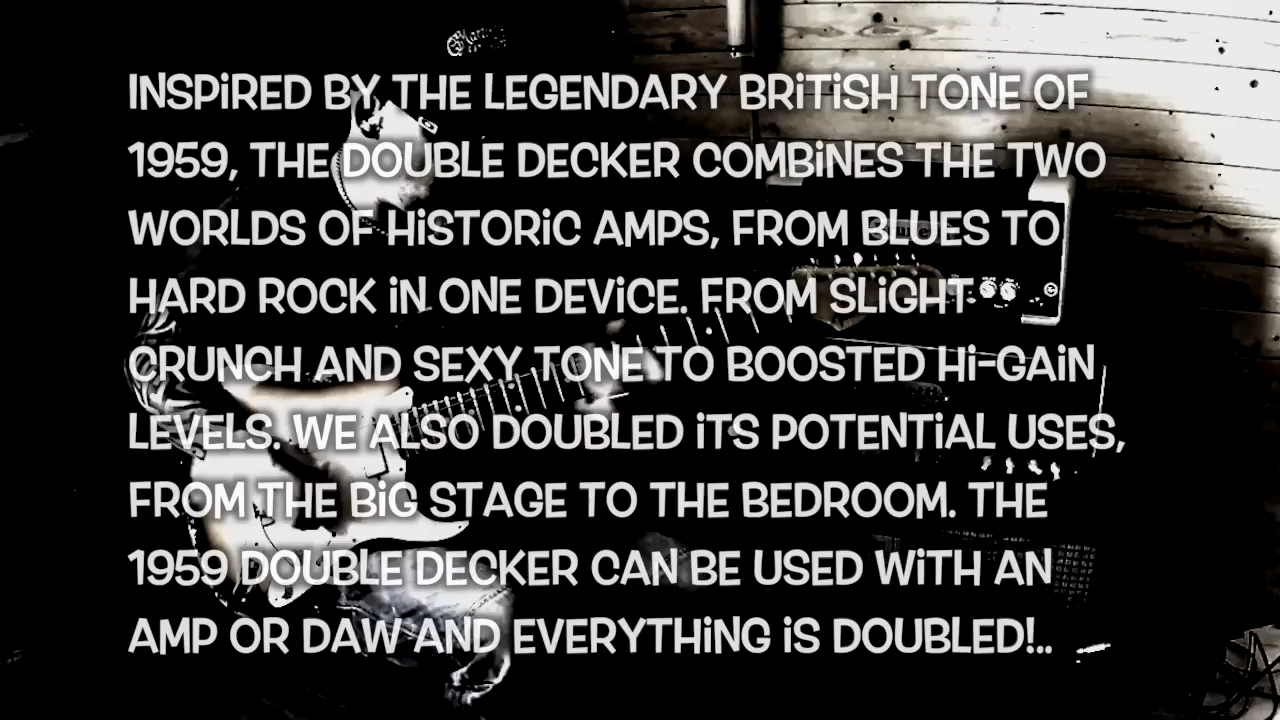 INSPiRED BY THE LEGENDARY BRiTiSH TONE OF
1959, THE DOUBLE DECKER COMBiNES THE TWO
WORLDS OF HiSTORiC AMPS, FROM BLUES TO
HARD ROCK iN ONE DEViCE. FROM SLiGHT
CRUNCH AND SEXY TONE TO BOOSTED Hi-GAiN
LEVELS. WE ALSO DOUBLED iTS POTENTiAL USES,
FROM THE BiG STAGE TO THE BEDROOM. THE
1959 DOUBLE DECKER CAN BE USED WiTH AN
AMP OR DAW AND EVERYTHiNG iS DOUBLED!..